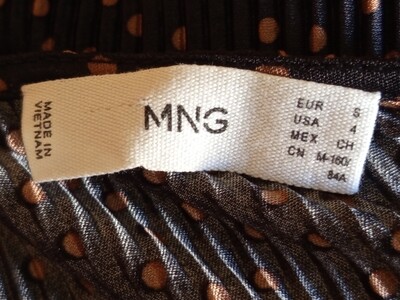 MADE IN
VIETNAM
MNG
EUR S
USA 4
MEX CH
CN M-160/
84A